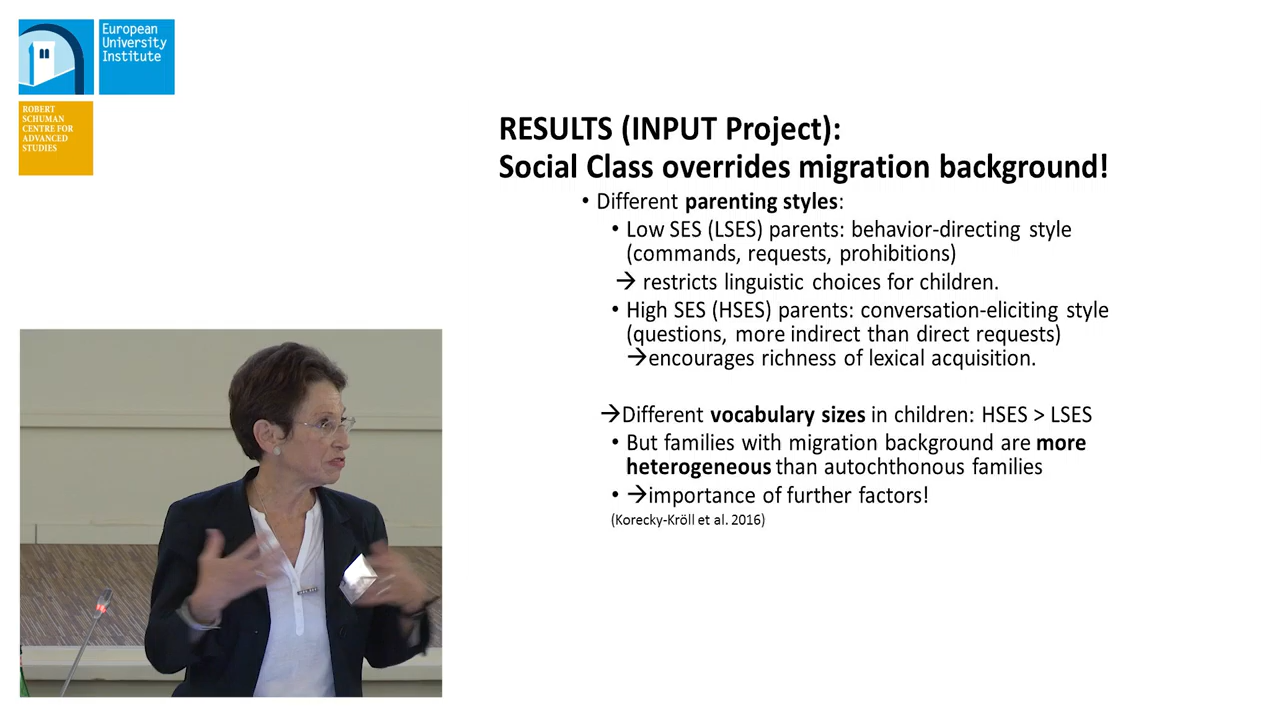 European
University
Institute
ROBERT
SCHUMAN
CENTRE FOR
ADVANCED
STUDIES
RESULTS (INPUT Project):
Social Class overrides migration background!
• Different parenting styles:
• Low SES (LSES) parents: behavior-directing style
(commands, requests, prohibitions)
→ restricts linguistic choices for children.
• High SES (HSES) parents: conversation-eliciting style
(questions, more indirect than direct requests)
→encourages richness of lexical acquisition.
→Different vocabulary sizes in children: HSES > LSES
• But families with migration background are more
heterogeneous than autochthonous families
• →importance of further factors!
(Korecky-Kröll et al. 2016)